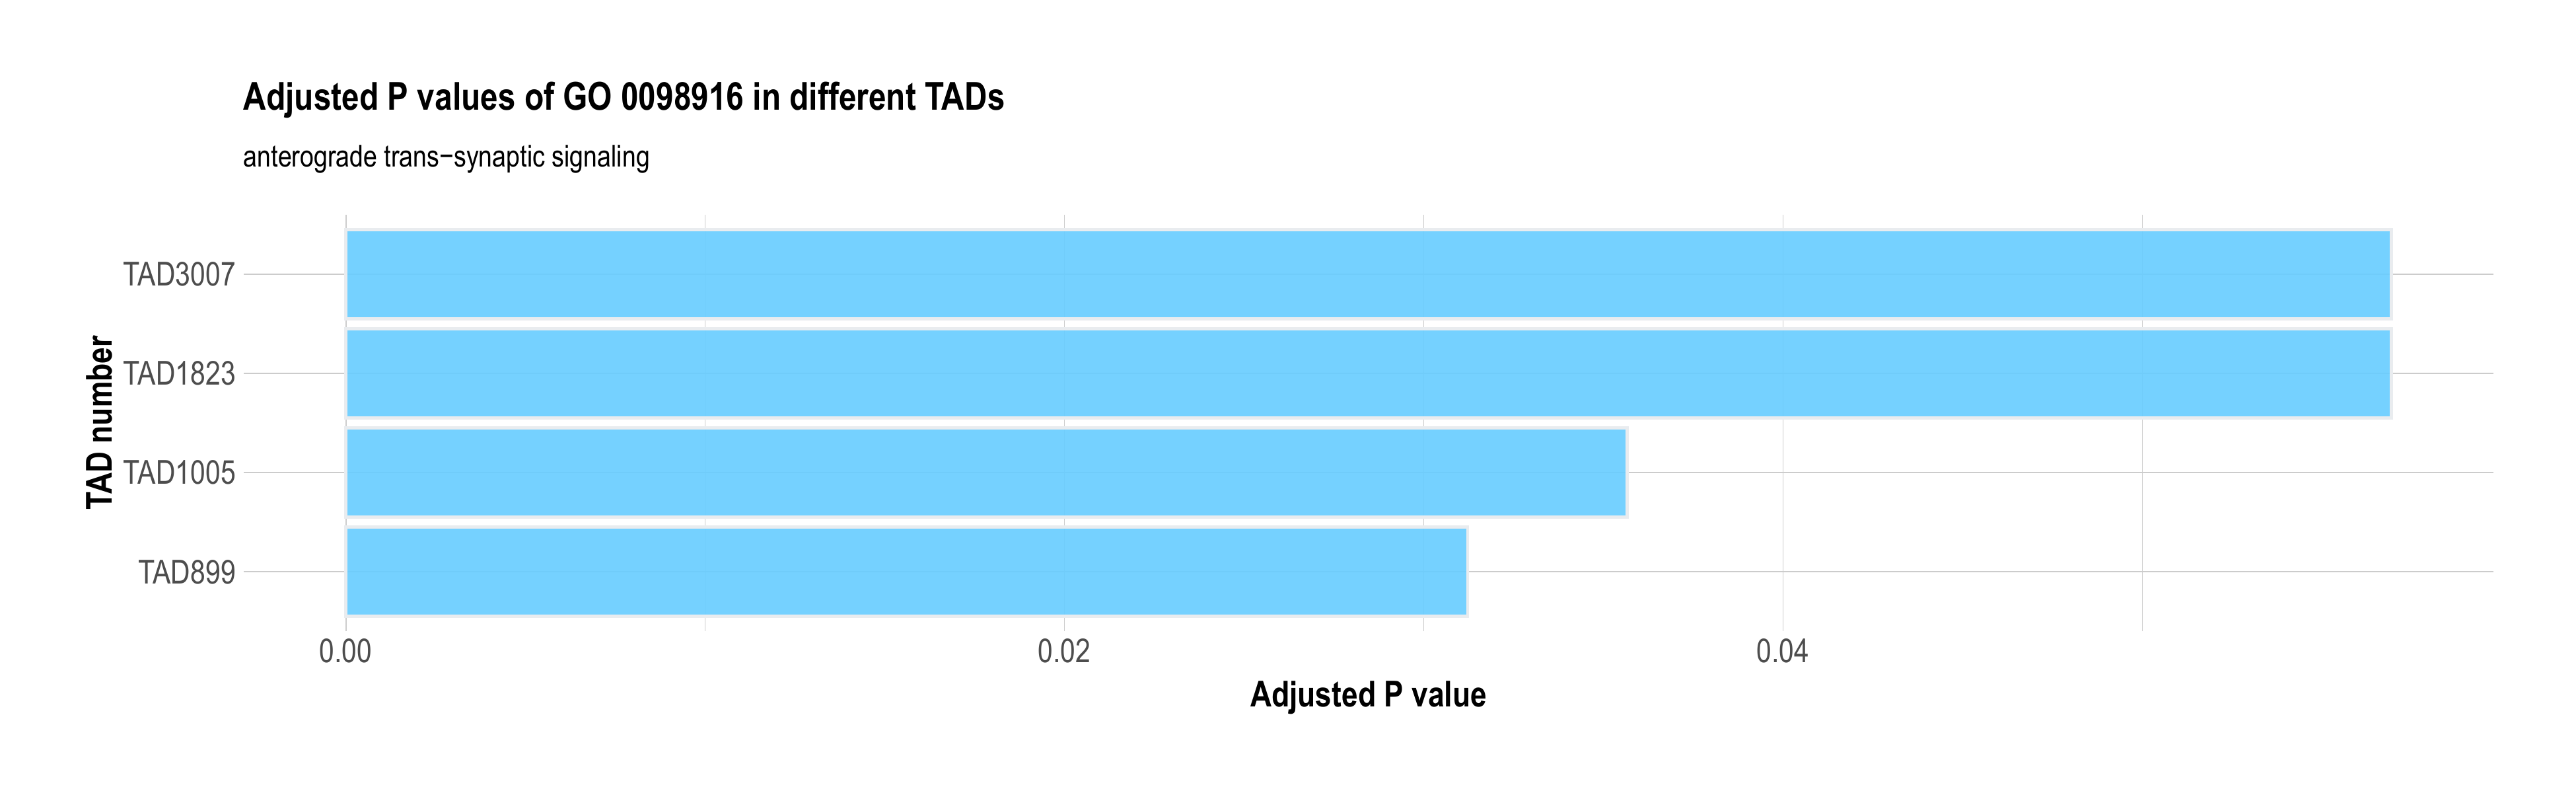 Adjusted P values of GO 0098916 in different TADs
anterograde trans−synaptic signaling
TAD number
TAD3007
TAD1823
TAD1005
TAD899
0.00 0.02 0.04
Adjusted P value